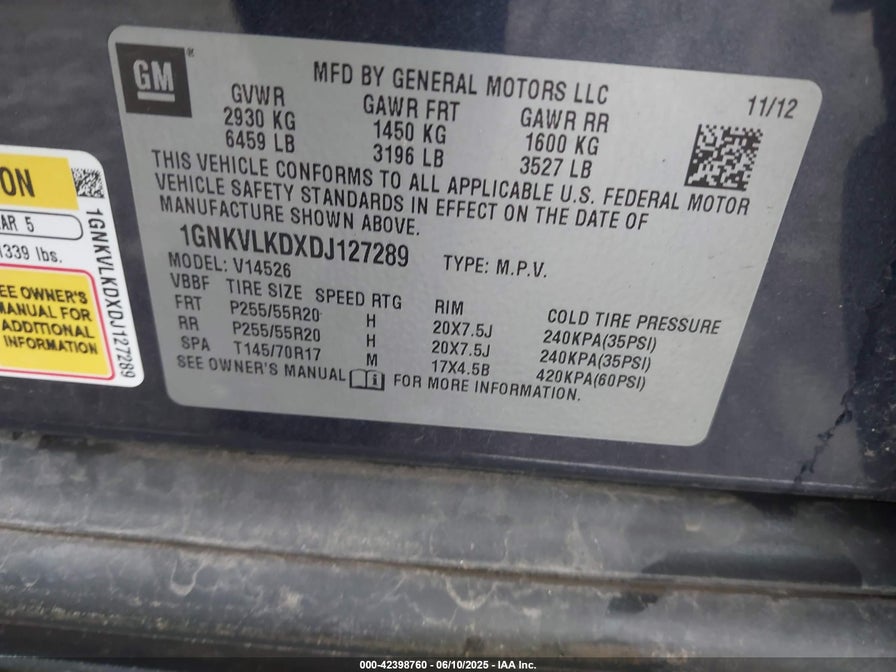 GM
®
MFD BY GENERAL MOTORS LLC
11/12
GVWR GAWR FRT GAWR RR
2930 KG 1450 KG 1600 KG
6459 LB 3196 LB 3527 LB
THIS VEHICLE CONFORMS TO ALL APPLICABLE U.S. FEDERAL MOTOR
VEHICLE SAFETY STANDARDS IN EFFECT ON THE DATE OF
MANUFACTURE SHOWN ABOVE.
1GNKVLKDXDJ127289 TYPE: M.P.V.
MODEL: V14526
VBBF TIRE SIZE SPEED RTG RIM COLD TIRE PRESSURE
FRT P255/55R20 H 20X7.5J 240KPA(35PSI)
RR P255/55R20 H 20X7.5J 240KPA(35PSI)
SPA T145/70R17 M 17X4.5B 420KPA(60PSI)
SEE OWNER'S MANUAL i FOR MORE INFORMATION.
ON
AR 5
1339 lbs.
EE OWNER'S
MANUAL FOR
ADDITIONAL
INFORMATION
1GNKVLKDXDJ127289
000-42398760 - 06/10/2025 - IAA Inc.